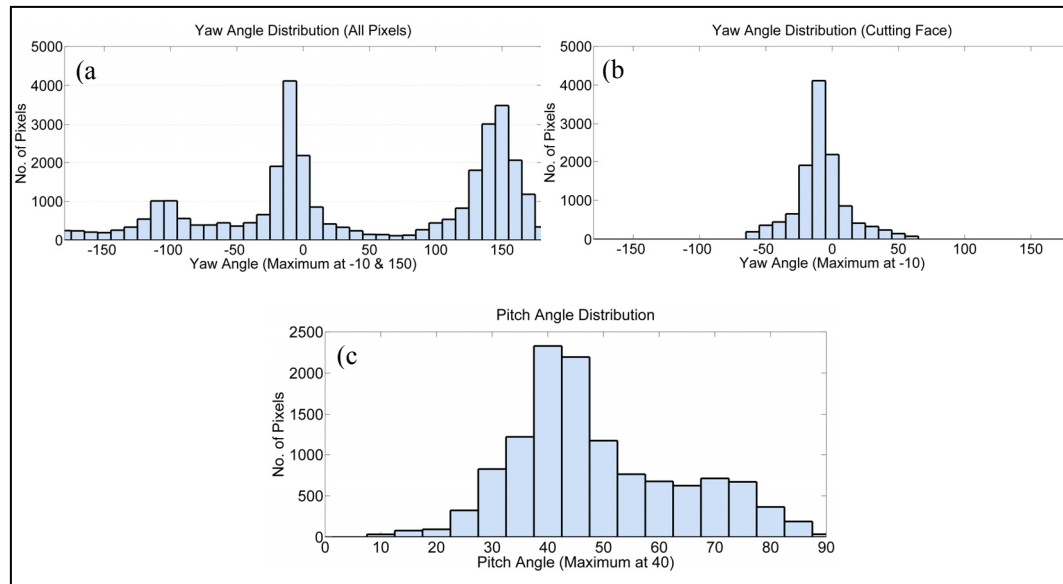 Yaw Angle Distribution (All Pixels)
(a
No. of Pixels
5000
4000
3000
2000
1000
0
-150 -100 -50 0 50 100 150
Yaw Angle (Maximum at -10 & 150)
Yaw Angle Distribution (Cutting Face)
(b
No. of Pixels
5000
4000
3000
2000
1000
0
-150 -100 -50 0 50 100 150
Yaw Angle (Maximum at -10)
Pitch Angle Distribution
(c
No. of Pixels
2500
2000
1500
1000
500
0
0 10 20 30 40 50 60 70 80 90
Pitch Angle (Maximum at 40)